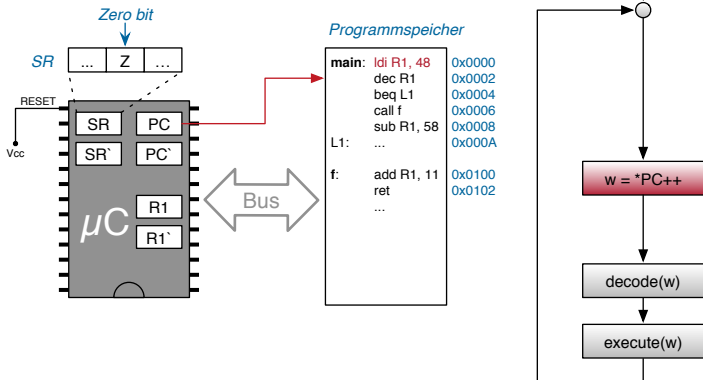 Zero bit
Programmspeicher
SR ... Z ...
main: ldi R1, 48 0x0000
dec R1 0x0002
beq L1 0x0004
call f 0x0006
sub R1, 58 0x0008
L1: ... 0x000A
f: add R1, 11 0x0100
ret 0x0102
...
RESET
Vcc
SR PC
SR` PC`
R1
R1`
µC
Bus
w = *PC++
decode(w)
execute(w)